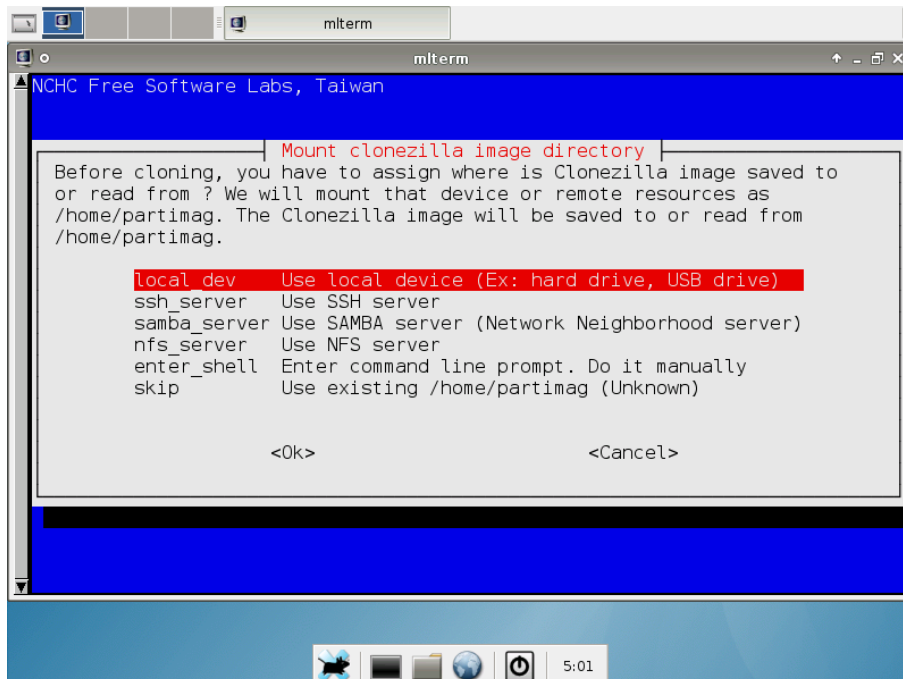 mlterm
mlterm
NCHC Free Software Labs, Taiwan
Mount clonezilla image directory
Before cloning, you have to assign where is Clonezilla image saved to
or read from ? We will mount that device or remote resources as
/home/partimag. The Clonezilla image will be saved to or read from
/home/partimag.
local_dev Use local device (Ex: hard drive, USB drive)
ssh_server Use SSH server
samba_server Use SAMBA server (Network Neighborhood server)
nfs_server Use NFS server
enter_shell Enter command line prompt. Do it manually
skip Use existing /home/partimag (Unknown)
<Ok> <Cancel>
5:01